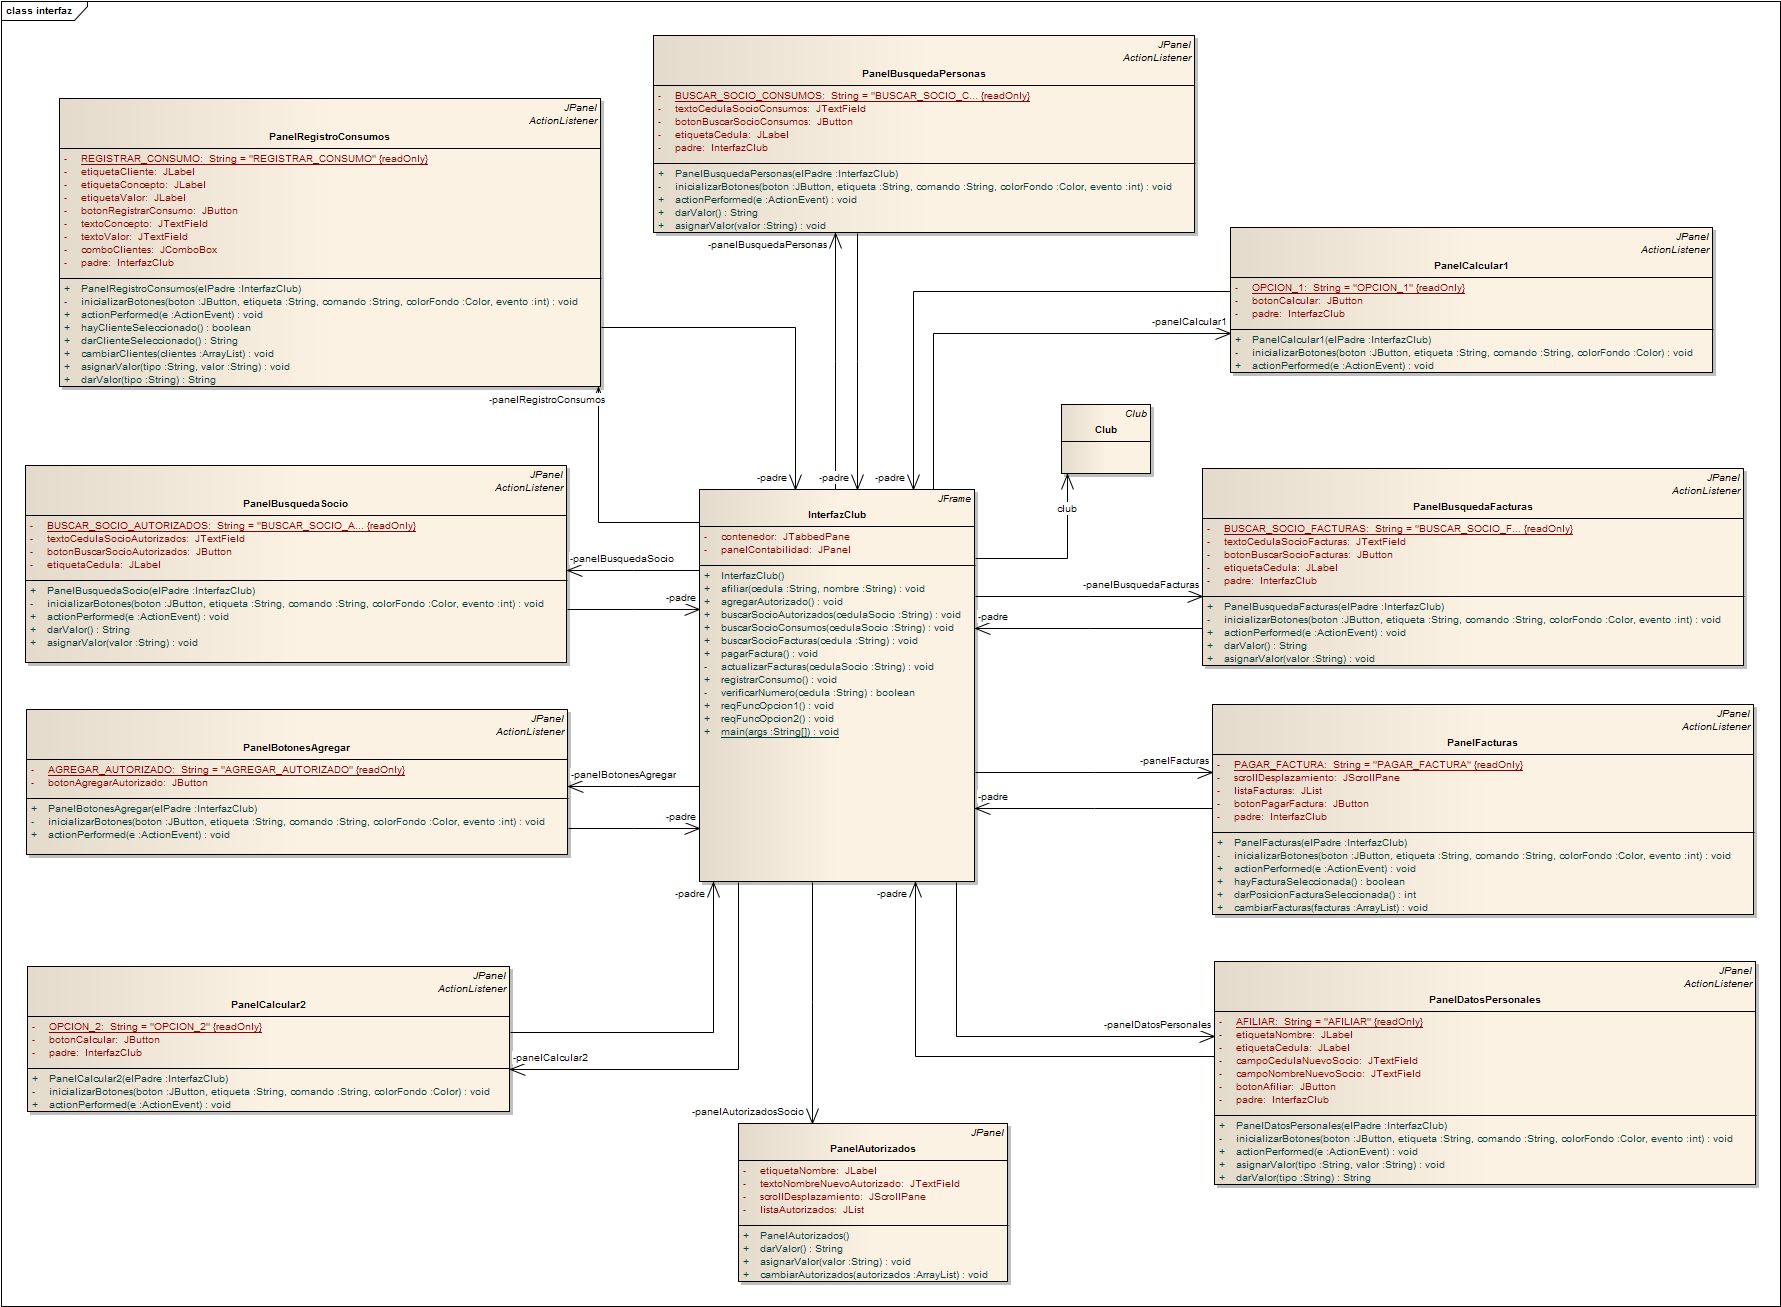 class interfaz
JPanel
ActionListener
PanelBusquedaPersonas
- BUSCAR_SOCIO_CONSUMOS: String = "BUSCAR_SOCIO_C... {readOnly}
- textoCedulaSocioConsumos: JTextField
- botonBuscarSocioConsumos: JButton
- etiquetaCedula: JLabel
- padre: InterfazClub
+ PanelBusquedaPersonas(elPadre :InterfazClub)
- inicializarBotones(boton :JButton, etiqueta :String, comando :String, colorFondo :Color, evento :int) : void
+ actionPerformed(e :ActionEvent) : void
+ darValor() : String
+ asignarValor(valor :String) : void
-panelBusquedaPersonas
JPanel
ActionListener
PanelRegistroConsumos
- REGISTRAR_CONSUMO: String = "REGISTRAR_CONSUMO" {readOnly}
- etiquetaCliente: JLabel
- etiquetaConcepto: JLabel
- etiquetaValor: JLabel
- botonRegistrarConsumo: JButton
- textoConcepto: JTextField
- textoValor: JTextField
- comboClientes: JComboBox
- padre: InterfazClub
+ PanelRegistroConsumos(elPadre :InterfazClub)
- inicializarBotones(boton :JButton, etiqueta :String, comando :String, colorFondo :Color, evento :int) : void
+ actionPerformed(e :ActionEvent) : void
+ hayClienteSeleccionado() : boolean
+ darClienteSeleccionado() : String
+ cambiarClientes(clientes :ArrayList) : void
+ asignarValor(tipo :String, valor :String) : void
+ darValor(tipo :String) : String
-panelRegistroConsumos
JPanel
ActionListener
PanelCalcular1
- OPCION_1: String = "OPCION_1" {readOnly}
- botonCalcular: JButton
- padre: InterfazClub
+ PanelCalcular1(elPadre :InterfazClub)
- inicializarBotones(boton :JButton, etiqueta :String, comando :String, colorFondo :Color) : void
+ actionPerformed(e :ActionEvent) : void
-panelCalcular1
Club
Club
club
-padre
-padre
-padre
JPanel
ActionListener
PanelBusquedaSocio
- BUSCAR_SOCIO_AUTORIZADOS: String = "BUSCAR_SOCIO_A... {readOnly}
- textoCedulaSocioAutorizados: JTextField
- botonBuscarSocioAutorizados: JButton
- etiquetaCedula: JLabel
+ PanelBusquedaSocio(elPadre :InterfazClub)
- inicializarBotones(boton :JButton, etiqueta :String, comando :String, colorFondo :Color, evento :int) : void
+ actionPerformed(e :ActionEvent) : void
+ darValor() : String
+ asignarValor(valor :String) : void
-panelBusquedaSocio
-padre
JFrame
InterfazClub
- contenedor: JTabbedPane
- panelContabilidad: JPanel
+ InterfazClub()
+ afiliar(cedula :String, nombre :String) : void
+ agregarAutorizado() : void
+ buscarSocioAutorizados(cedulaSocio :String) : void
+ buscarSocioConsumos(cedulaSocio :String) : void
+ buscarSocioFacturas(cedula :String) : void
+ pagarFactura() : void
- actualizarFacturas(cedulaSocio :String) : void
+ registrarConsumo() : void
- verificarNumero(cedula :String) : boolean
+ reqFuncOpcion1() : void
+ reqFuncOpcion2() : void
+ main(args :String[]) : void
JPanel
ActionListener
PanelBusquedaFacturas
- BUSCAR_SOCIO_FACTURAS: String = "BUSCAR_SOCIO_F... {readOnly}
- textoCedulaSocioFacturas: JTextField
- botonBuscarSocioFacturas: JButton
- etiquetaCedula: JLabel
- padre: InterfazClub
+ PanelBusquedaFacturas(elPadre :InterfazClub)
- inicializarBotones(boton :JButton, etiqueta :String, comando :String, colorFondo :Color, evento :int) : void
+ actionPerformed(e :ActionEvent) : void
+ darValor() : String
+ asignarValor(valor :String) : void
-panelBusquedaFacturas
-padre
JPanel
ActionListener
PanelBotonesAgregar
- AGREGAR_AUTORIZADO: String = "AGREGAR_AUTORIZADO" {readOnly}
- botonAgregarAutorizado: JButton
+ PanelBotonesAgregar(elPadre :InterfazClub)
- inicializarBotones(boton :JButton, etiqueta :String, comando :String, colorFondo :Color, evento :int) : void
+ actionPerformed(e :ActionEvent) : void
-panelBotonesAgregar
-padre
JPanel
ActionListener
PanelFacturas
- PAGAR_FACTURA: String = "PAGAR_FACTURA" {readOnly}
- scrollDesplazamiento: JScrollPane
- listaFacturas: JList
- botonPagarFactura: JButton
- padre: InterfazClub
+ PanelFacturas(elPadre :InterfazClub)
- inicializarBotones(boton :JButton, etiqueta :String, comando :String, colorFondo :Color, evento :int) : void
+ actionPerformed(e :ActionEvent) : void
+ hayFacturaSeleccionada() : boolean
+ darPosicionFacturaSeleccionada() : int
+ cambiarFacturas(facturas :ArrayList) : void
-panelFacturas
-padre
-padre
-padre
JPanel
ActionListener
PanelCalcular2
- OPCION_2: String = "OPCION_2" {readOnly}
- botonCalcular: JButton
- padre: InterfazClub
+ PanelCalcular2(elPadre :InterfazClub)
- inicializarBotones(boton :JButton, etiqueta :String, comando :String, colorFondo :Color) : void
+ actionPerformed(e :ActionEvent) : void
-panelCalcular2
JPanel
ActionListener
PanelDatosPersonales
- AFILIAR: String = "AFILIAR" {readOnly}
- etiquetaNombre: JLabel
- etiquetaCedula: JLabel
- campoCedulaNuevoSocio: JTextField
- campoNombreNuevoSocio: JTextField
- botonAfiliar: JButton
- padre: InterfazClub
+ PanelDatosPersonales(elPadre :InterfazClub)
- inicializarBotones(boton :JButton, etiqueta :String, comando :String, colorFondo :Color, evento :int) : void
+ actionPerformed(e :ActionEvent) : void
+ asignarValor(tipo :String, valor :String) : void
+ darValor(tipo :String) : String
-panelDatosPersonales
-panelAutorizadosSocio
JPanel
PanelAutorizados
- etiquetaNombre: JLabel
- textoNombreNuevoAutorizado: JTextField
- scrollDesplazamiento: JScrollPane
- listaAutorizados: JList
+ PanelAutorizados()
+ darValor() : String
+ asignarValor(valor :String) : void
+ cambiarAutorizados(autorizados :ArrayList) : void